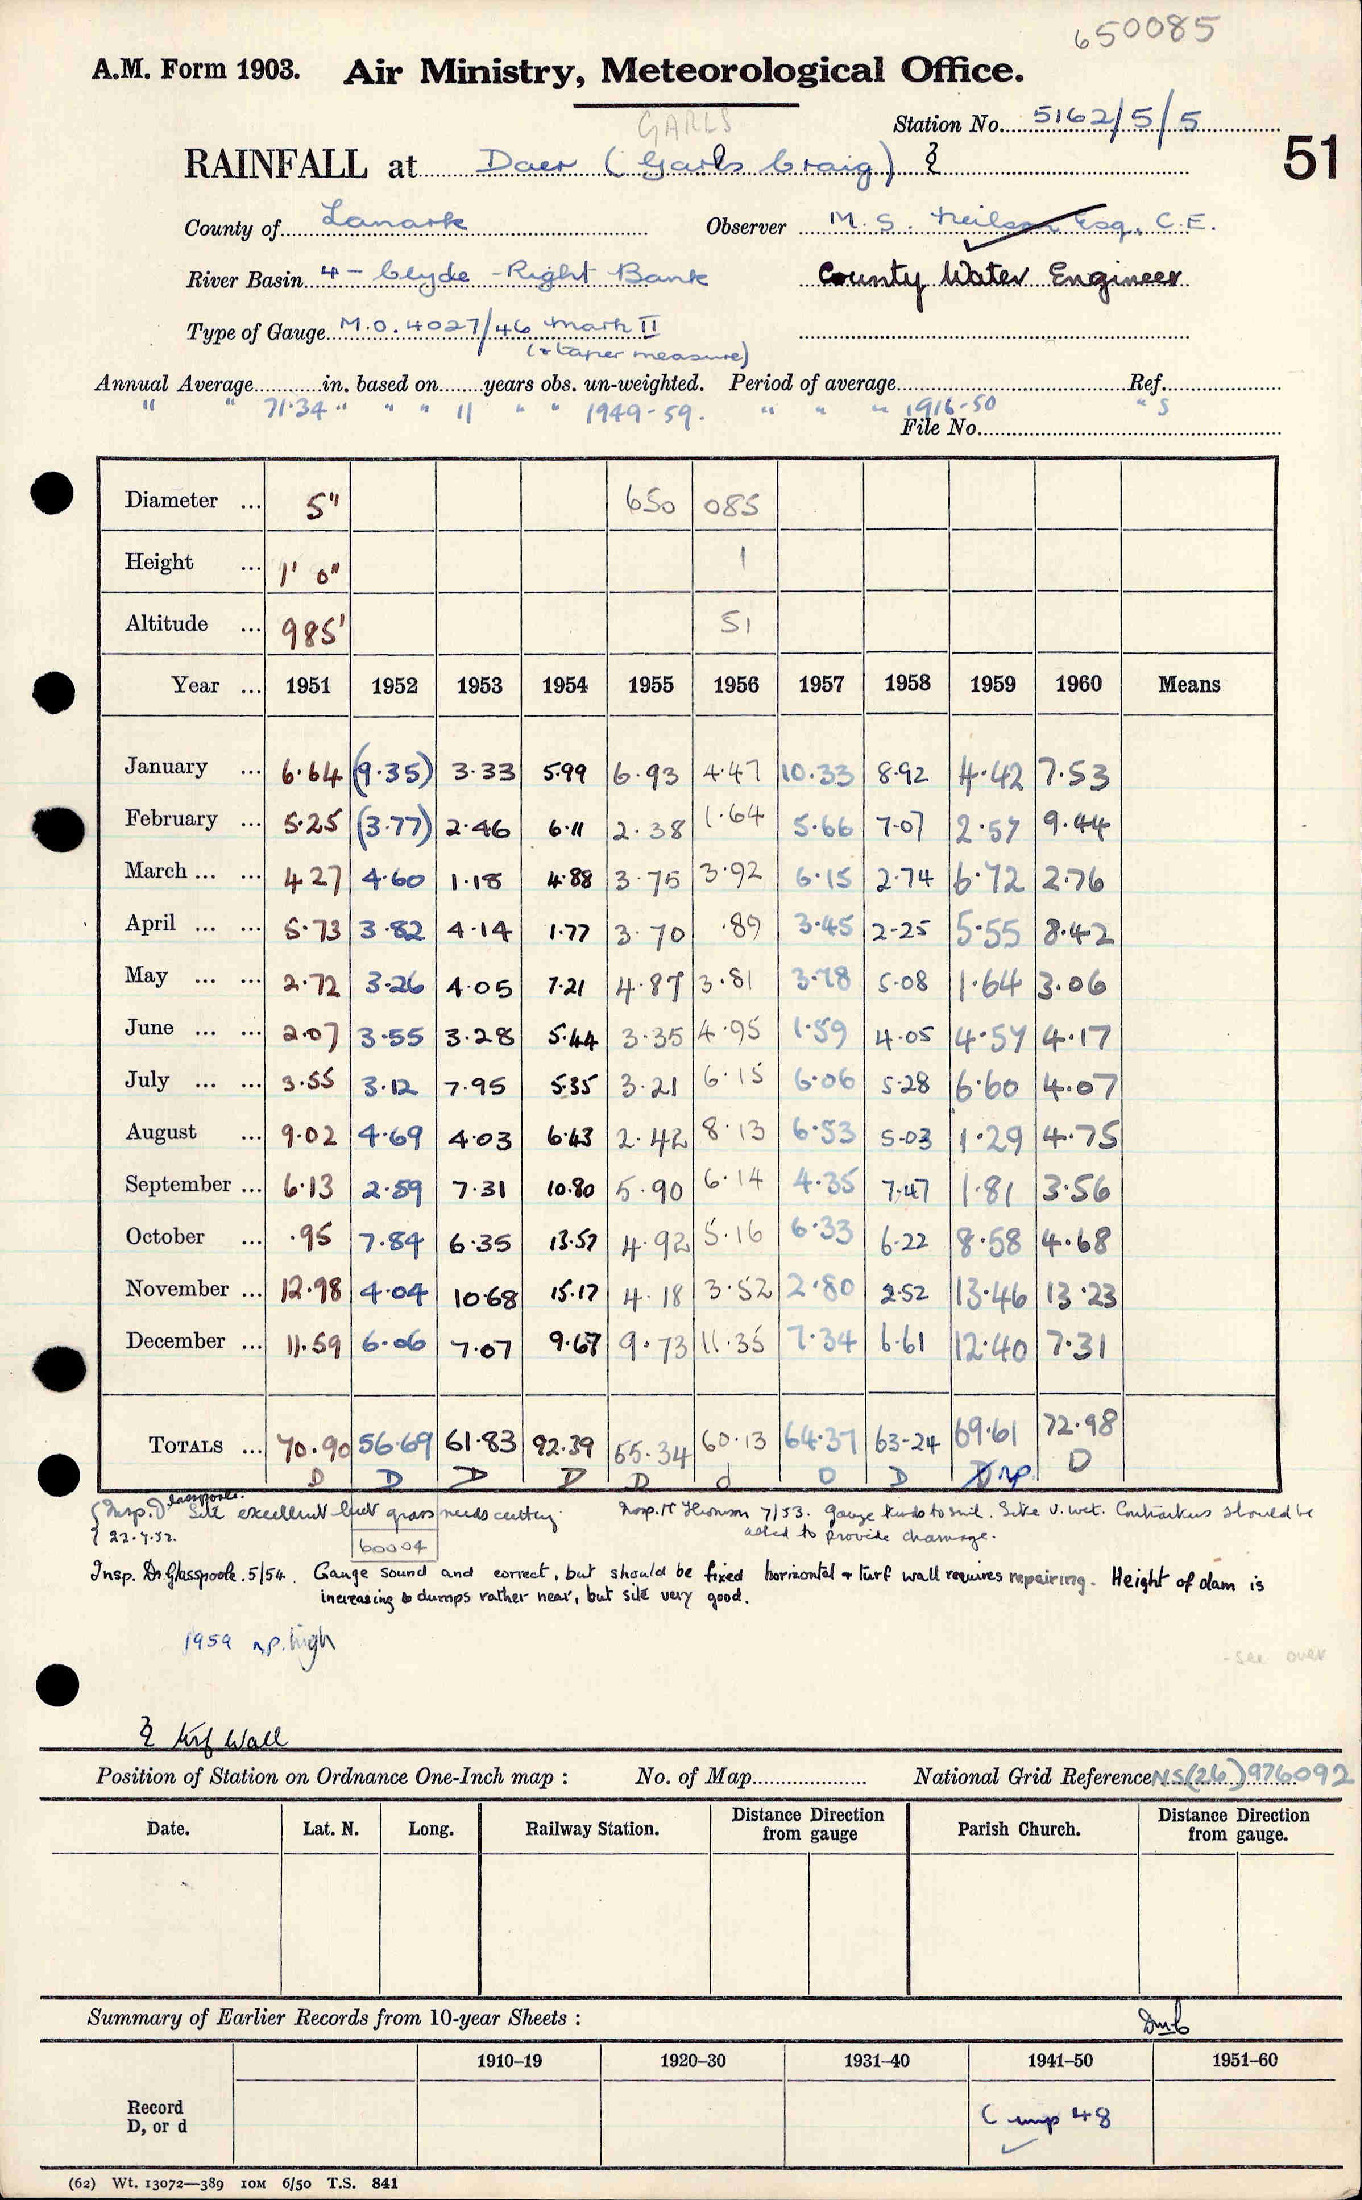 650085
A.M. Form 1903. Air Ministry, Meteorological Office.
GARLS
Station No. 5162/5/5
51
RAINFALL at Daer (Garls Craig) ξ
County of Lanark Observer M. S. Neilson Esq. C.E.
River Basin 4 - Clyde - Right Bank County Water Engineer
Type of Gauge M.O. 4027/46 Mark II
(+ taper measure)
Annual Average in. based on years obs. un-weighted. Period of average Ref.
" " 71.34 " " " 11 " " 1949-59. " " " 1916-50 " S
File No.
Diameter ... 5" 650 085
Height ... 1' 0" 1
Altitude ... 985' 51
Year ... 1951 1952 1953 1954 1955 1956 1957 1958 1959 1960 Means
January ... 6.64 (9.35) 3.33 5.99 6.93 4.47 10.33 8.92 4.42 7.53
February ... 5.25 (3.77) 2.46 6.11 2.38 1.64 5.66 7.07 2.57 9.44
March ... ... 4.27 4.60 1.18 4.88 3.75 3.92 6.15 2.74 6.72 2.76
April ... ... 5.73 3.82 4.14 1.77 3.70 .89 3.45 2.25 5.55 8.42
May ... ... 2.72 3.26 4.05 7.21 4.87 3.81 3.78 5.08 1.64 3.06
June ... ... 2.07 3.55 3.28 5.44 3.35 4.95 1.59 4.05 4.57 4.17
July ... ... 3.55 3.12 7.95 5.35 3.21 6.15 6.06 5.28 6.60 4.07
August ... 9.02 4.69 4.03 6.43 2.42 8.13 6.53 5.03 1.29 4.75
September ... 6.13 2.59 7.31 10.80 5.90 6.14 4.35 7.47 1.81 3.56
October ... .95 7.84 6.35 13.57 4.92 5.16 6.33 6.22 8.58 4.68
November ... 12.98 4.04 10.68 15.17 4.18 3.52 2.80 2.52 13.46 13.23
December ... 11.59 6.06 7.07 9.67 9.73 11.35 7.34 6.61 12.40 7.31
TOTALS ... 70.90 56.69 61.83 92.39 55.34 60.13 64.37 63.24 69.61 72.98
D D D D D d D D D np. D
Insp. Dr Glasspoole. Site excellent but grass needs cutting. Insp. Thomson 7/53. gauge site v. wet. Contractors should be
22.7.52. asked to provide drainage.
60004
Insp. Dr Glasspoole. 5/54. Gauge sound and correct, but should be fixed horizontal + turf wall requires repairing. Height of dam is
increasing & dumps rather near, but site very good.
1959 np. high
- see over
ξ turf Wall
Position of Station on Ordnance One-Inch map : No. of Map National Grid Reference NS(26)976092
Date. Lat. N. Long. Railway Station. Distance Direction from gauge Parish Church. Distance Direction from gauge.
Summary of Earlier Records from 10-year Sheets :
1910–19 1920–30 1931–40 1941–50 1951–60
Record
D, or d
48
(62) Wt. 13072—389 10M 6/50 T.S. 841